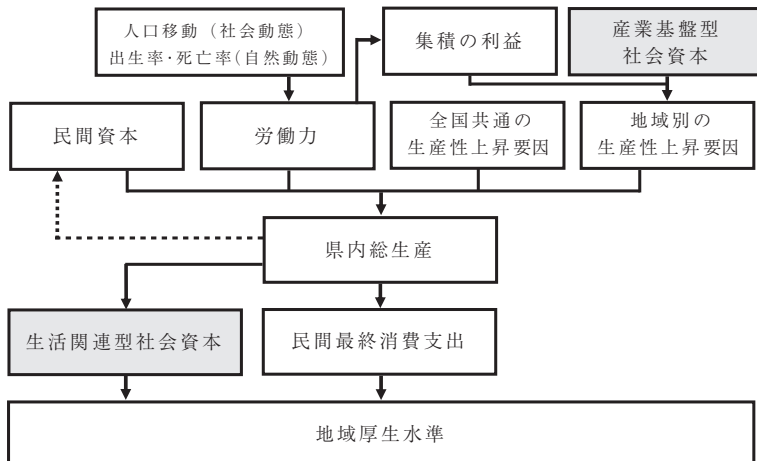 人口移動（社会動態）
出生率・死亡率（自然動態）
集積の利益
産業基盤型
社会資本
民間資本
労働力
全国共通の
生産性上昇要因
地域別の
生産性上昇要因
県内総生産
生活関連型社会資本
民間最終消費支出
地域厚生水準